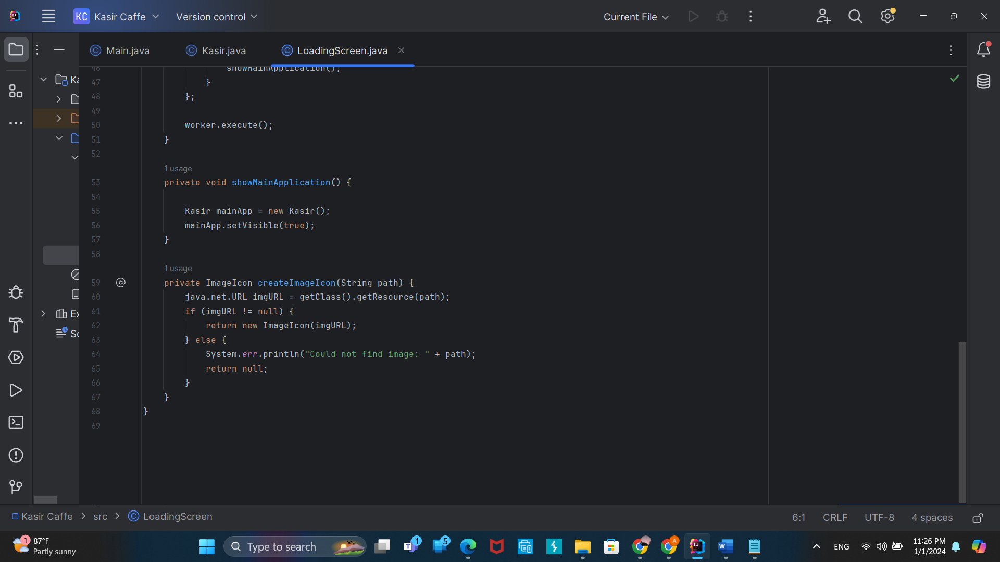 KC Kasir Caffe Version control Current File
Main.java Kasir.java LoadingScreen.java
46 showMainApplication();
47 }
48 };
49
50 worker.execute();
51 }
52
1 usage
53 private void showMainApplication() {
54
55 Kasir mainApp = new Kasir();
56 mainApp.setVisible(true);
57 }
58
1 usage
59 @ private ImageIcon createImageIcon(String path) {
60 java.net.URL imgURL = getClass().getResource(path);
61 if (imgURL != null) {
62 return new ImageIcon(imgURL);
63 } else {
64 System.err.println("Could not find image: " + path);
65 return null;
66 }
67 }
68 }
69
Ka
Ex
Sc
Kasir Caffe > src > LoadingScreen
6:1 CRLF UTF-8 4 spaces
1 87°F
Partly sunny
Type to search
1 5
ENG
11:26 PM
1/1/2024